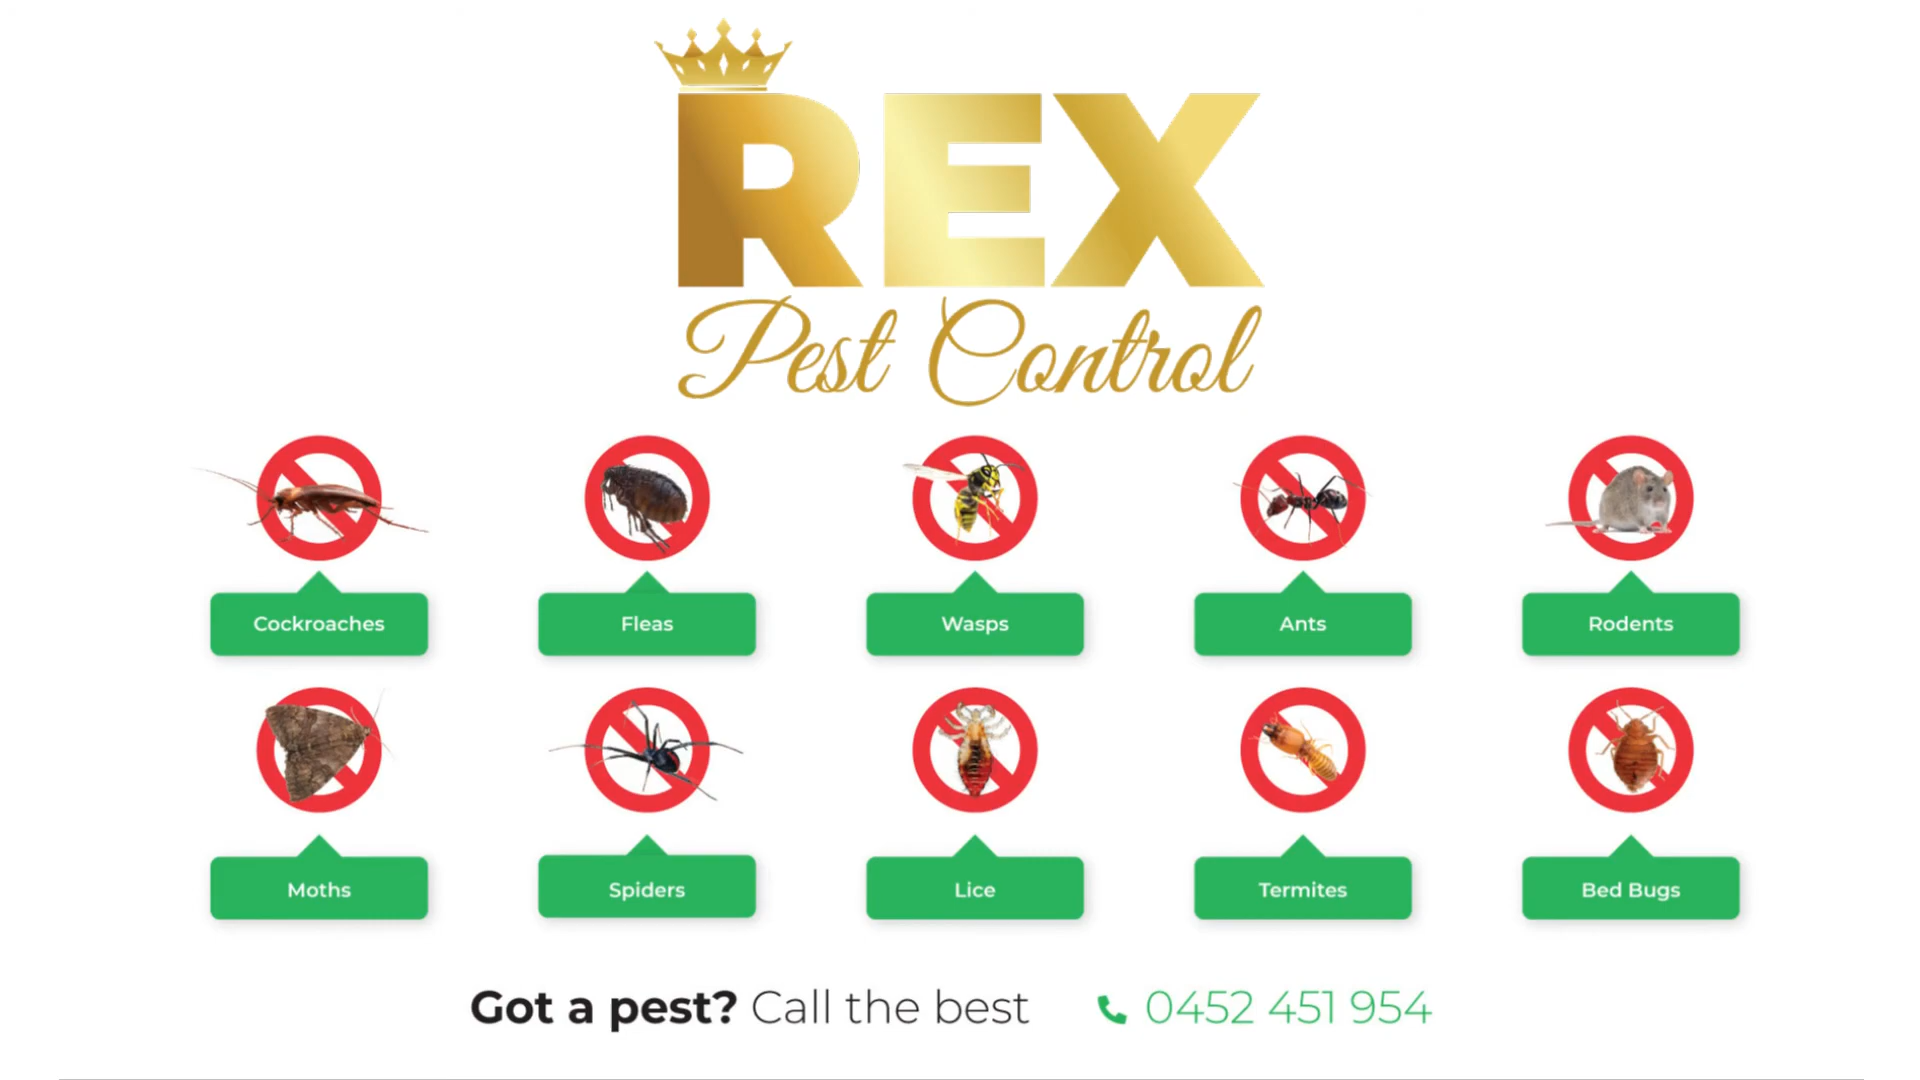 REX
Pest Control
Cockroaches
Fleas
Wasps
Ants
Rodents
Moths
Spiders
Lice
Termites
Bed Bugs
Got a pest? Call the best 0452 451 954